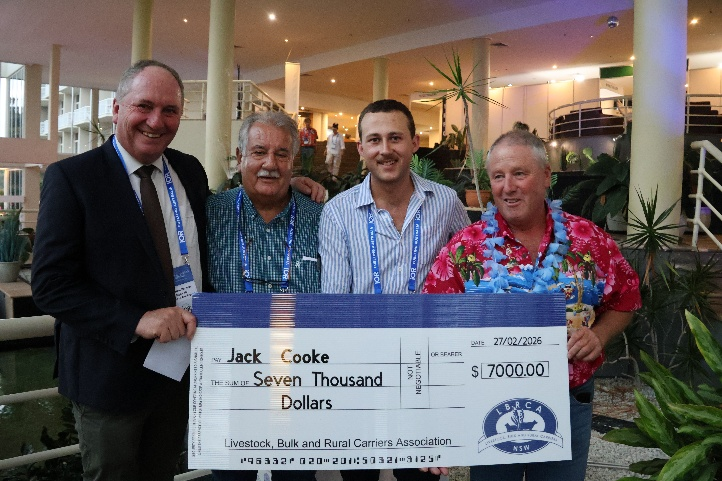 DATE 27/02/2026
PAY Jack Cooke
OR BEARER
NOT NEGOTIABLE
THE SUM OF Seven Thousand
Dollars
$ 7000.00
LBRCA
NSW
Livestock, Bulk and Rural Carriers Association